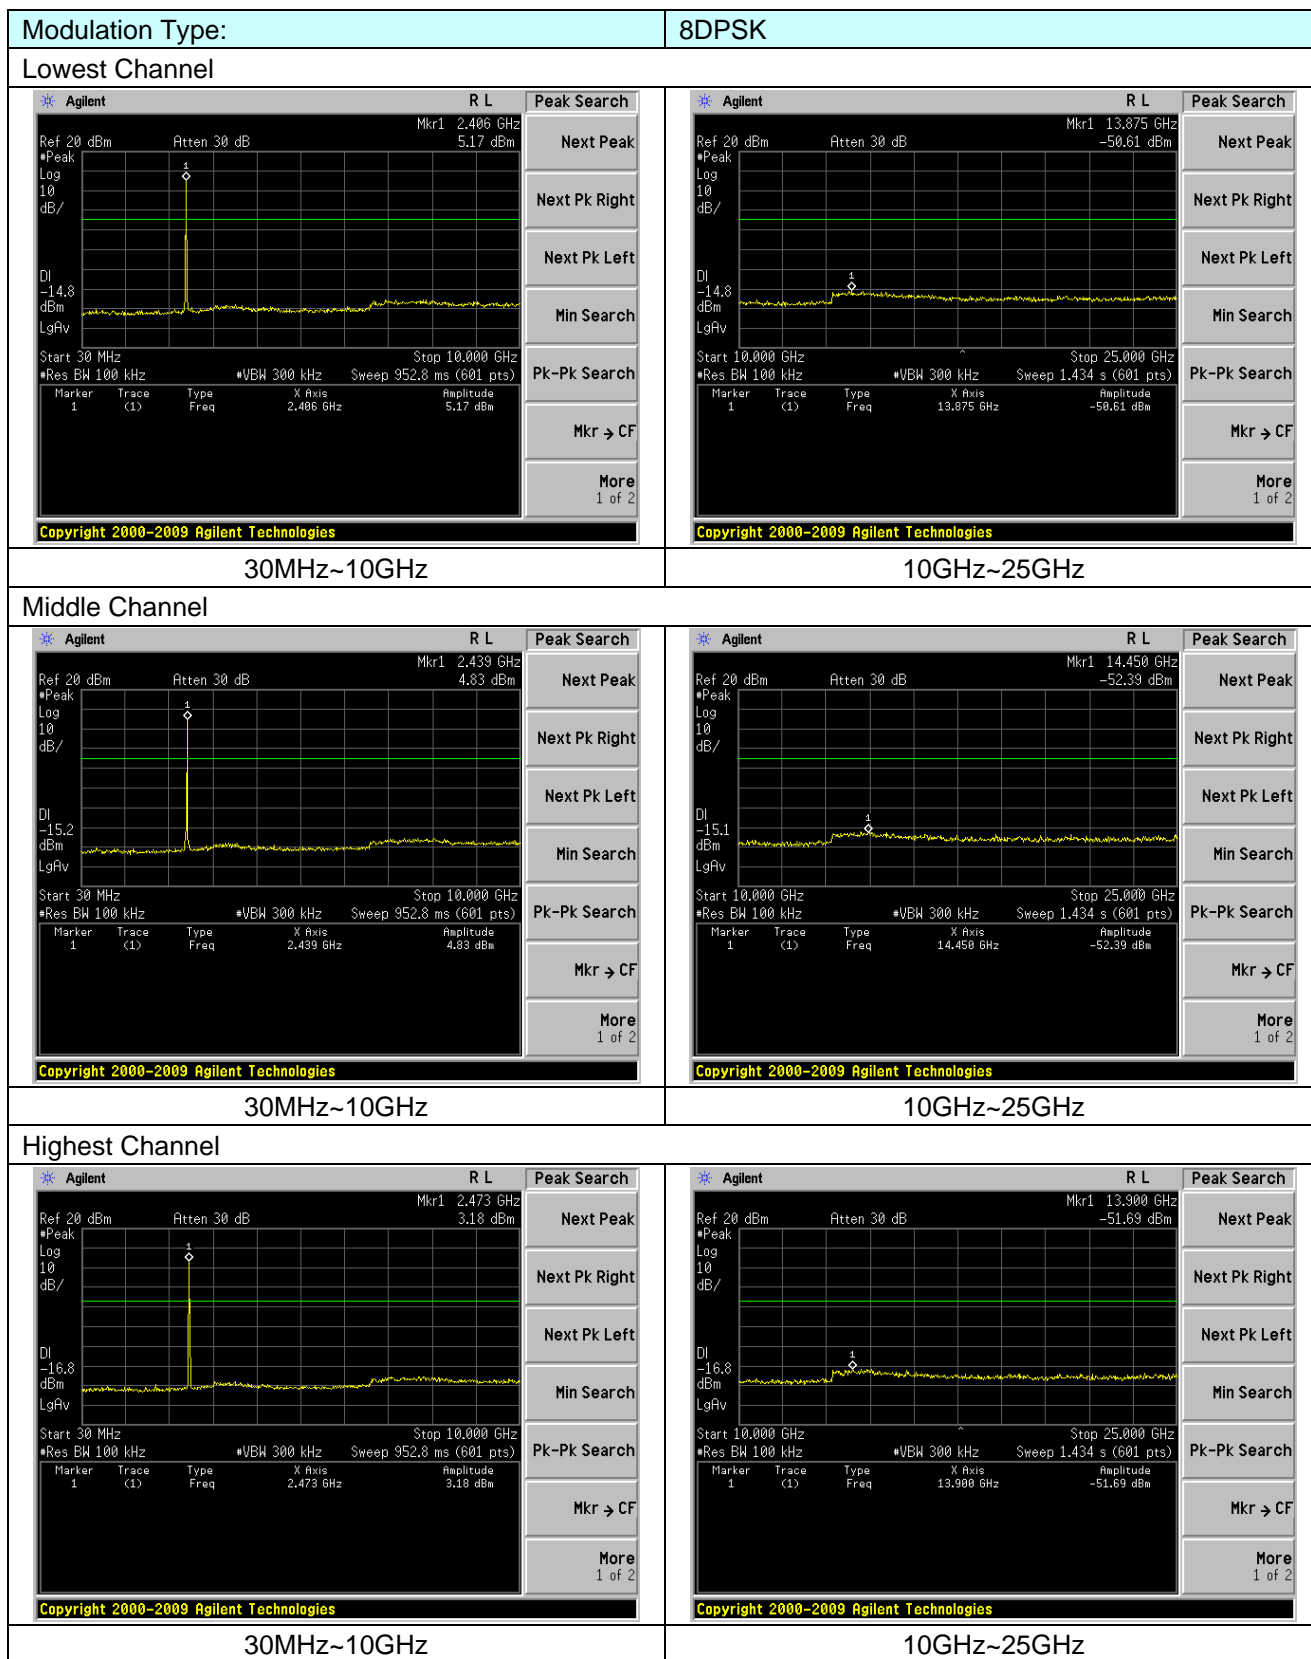 Modulation Type: 8DPSK
Lowest Channel
Agilent R L Peak Search
Mkr1 2.406 GHz
Ref 20 dBm Atten 30 dB 5.17 dBm
#Peak
Log
10
dB/
1
DI
-14.8
dBm
LgAv
Start 30 MHz Stop 10.000 GHz
#Res BW 100 kHz #VBW 300 kHz Sweep 952.8 ms (601 pts)
Marker Trace Type X Axis Amplitude
1 (1) Freq 2.406 GHz 5.17 dBm
Next Peak
Next Pk Right
Next Pk Left
Min Search
Pk-Pk Search
Mkr → CF
More
1 of 2
Copyright 2000-2009 Agilent Technologies
Agilent R L Peak Search
Mkr1 13.875 GHz
Ref 20 dBm Atten 30 dB -50.61 dBm
#Peak
Log
10
dB/
1
DI
-14.8
dBm
LgAv
Start 10.000 GHz Stop 25.000 GHz
#Res BW 100 kHz #VBW 300 kHz Sweep 1.434 s (601 pts)
Marker Trace Type X Axis Amplitude
1 (1) Freq 13.875 GHz -50.61 dBm
Next Peak
Next Pk Right
Next Pk Left
Min Search
Pk-Pk Search
Mkr → CF
More
1 of 2
Copyright 2000-2009 Agilent Technologies
30MHz~10GHz 10GHz~25GHz
Middle Channel
Agilent R L Peak Search
Mkr1 2.439 GHz
Ref 20 dBm Atten 30 dB 4.83 dBm
#Peak
Log
10
dB/
1
DI
-15.2
dBm
LgAv
Start 30 MHz Stop 10.000 GHz
#Res BW 100 kHz #VBW 300 kHz Sweep 952.8 ms (601 pts)
Marker Trace Type X Axis Amplitude
1 (1) Freq 2.439 GHz 4.83 dBm
Next Peak
Next Pk Right
Next Pk Left
Min Search
Pk-Pk Search
Mkr → CF
More
1 of 2
Copyright 2000-2009 Agilent Technologies
Agilent R L Peak Search
Mkr1 14.450 GHz
Ref 20 dBm Atten 30 dB -52.39 dBm
#Peak
Log
10
dB/
1
DI
-15.1
dBm
LgAv
Start 10.000 GHz Stop 25.000 GHz
#Res BW 100 kHz #VBW 300 kHz Sweep 1.434 s (601 pts)
Marker Trace Type X Axis Amplitude
1 (1) Freq 14.450 GHz -52.39 dBm
Next Peak
Next Pk Right
Next Pk Left
Min Search
Pk-Pk Search
Mkr → CF
More
1 of 2
Copyright 2000-2009 Agilent Technologies
30MHz~10GHz 10GHz~25GHz
Highest Channel
Agilent R L Peak Search
Mkr1 2.473 GHz
Ref 20 dBm Atten 30 dB 3.18 dBm
#Peak
Log
10
dB/
1
DI
-16.8
dBm
LgAv
Start 30 MHz Stop 10.000 GHz
#Res BW 100 kHz #VBW 300 kHz Sweep 952.8 ms (601 pts)
Marker Trace Type X Axis Amplitude
1 (1) Freq 2.473 GHz 3.18 dBm
Next Peak
Next Pk Right
Next Pk Left
Min Search
Pk-Pk Search
Mkr → CF
More
1 of 2
Copyright 2000-2009 Agilent Technologies
Agilent R L Peak Search
Mkr1 13.900 GHz
Ref 20 dBm Atten 30 dB -51.69 dBm
#Peak
Log
10
dB/
1
DI
-16.8
dBm
LgAv
Start 10.000 GHz Stop 25.000 GHz
#Res BW 100 kHz #VBW 300 kHz Sweep 1.434 s (601 pts)
Marker Trace Type X Axis Amplitude
1 (1) Freq 13.900 GHz -51.69 dBm
Next Peak
Next Pk Right
Next Pk Left
Min Search
Pk-Pk Search
Mkr → CF
More
1 of 2
Copyright 2000-2009 Agilent Technologies
30MHz~10GHz 10GHz~25GHz